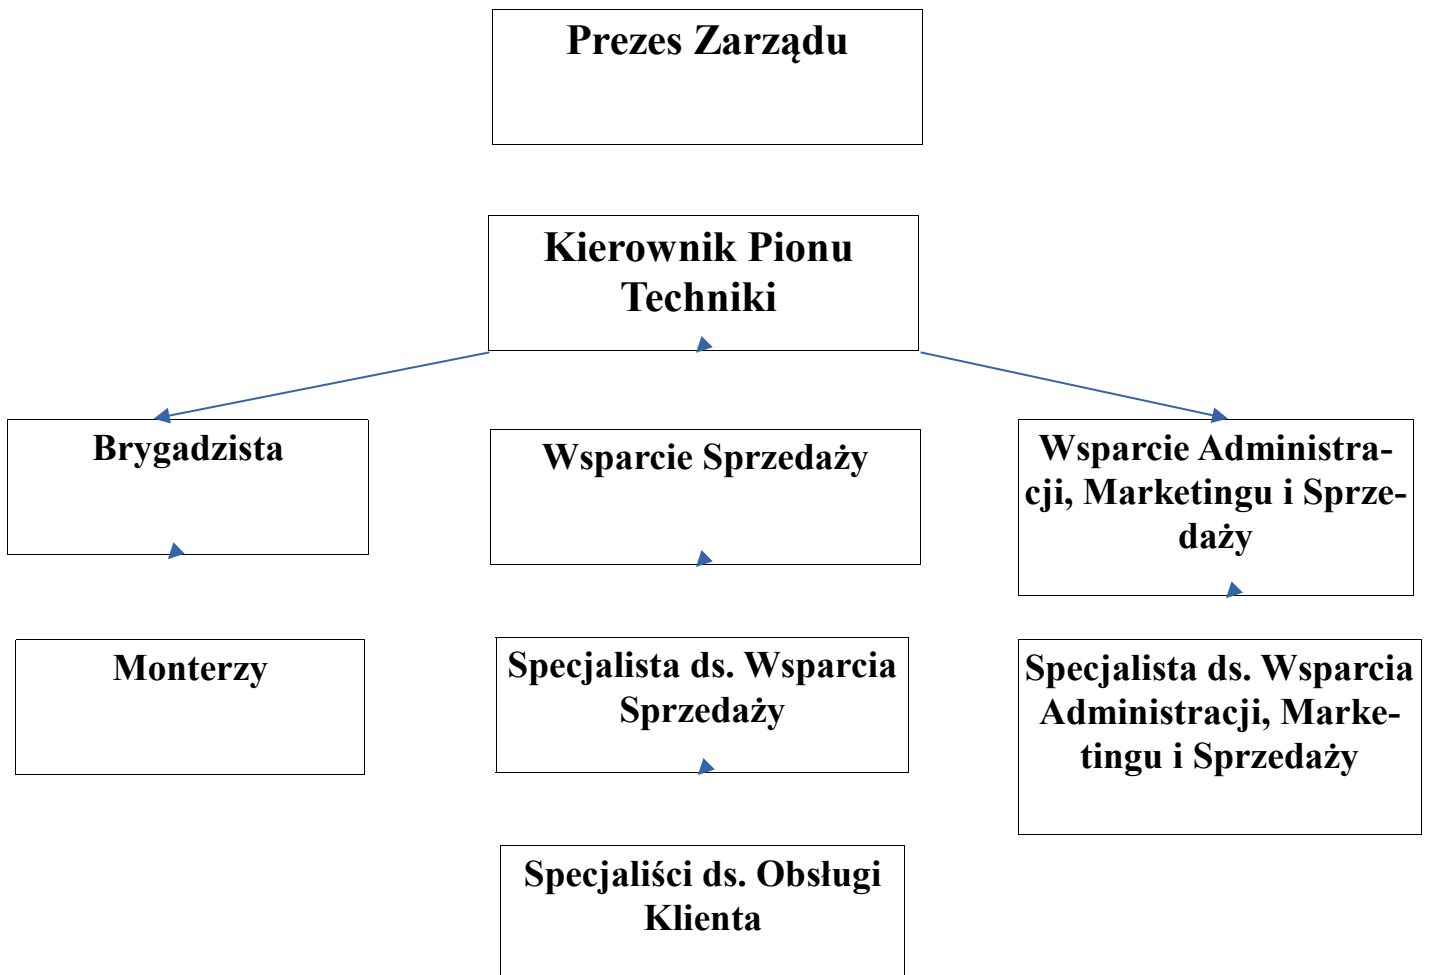 Prezes Zarządu
Kierownik Pionu
Techniki
Brygadzista
Wsparcie Sprzedaży
Wsparcie Administra-
cji, Marketingu i Sprze-
daży
Monterzy
Specjalista ds. Wsparcia
Sprzedaży
Specjalista ds. Wsparcia
Administracji, Marke-
tingu i Sprzedaży
Specjaliści ds. Obsługi
Klienta